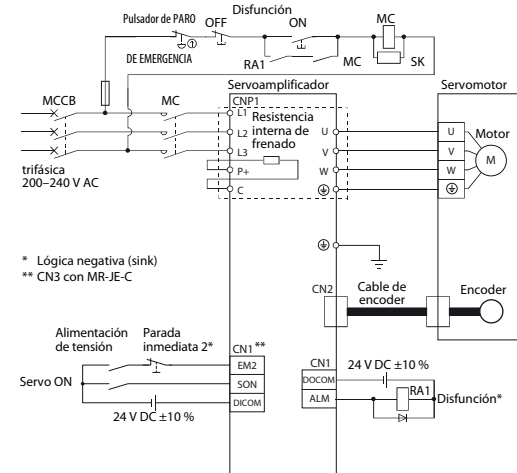 Disfunción
Pulsador de PARO
OFF
ON
MC
DE EMERGENCIA
RA1
MC
SK
Servoamplificador
Servomotor
MCCB
MC
CNP1
L1
Resistencia
interna de
frenado
L2
L3
P+
C
U
V
W
U
V
W
Motor
M
trifásica
200–240 V AC
* Lógica negativa (sink)
** CN3 con MR-JE-C
CN2
Cable de
encoder
Encoder
Alimentación
de tensión
Parada
inmediata 2*
CN1**
EM2
SON
DICOM
Servo ON
24 V DC ±10 %
CN1
DOCOM
ALM
24 V DC ±10 %
RA1
Disfunción*